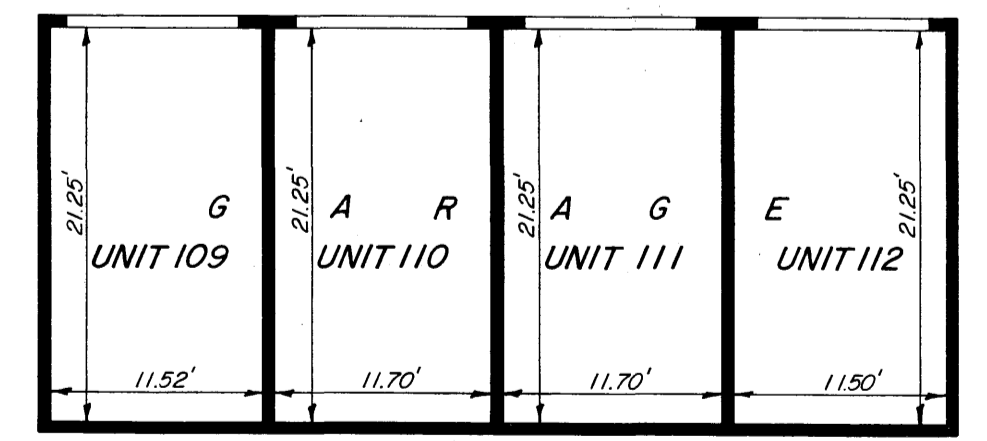 G A R A G E
UNIT 109 UNIT 110 UNIT 111 UNIT 112
21.25' 21.25' 21.25' 21.25'
11.52' 11.70' 11.70' 11.50'